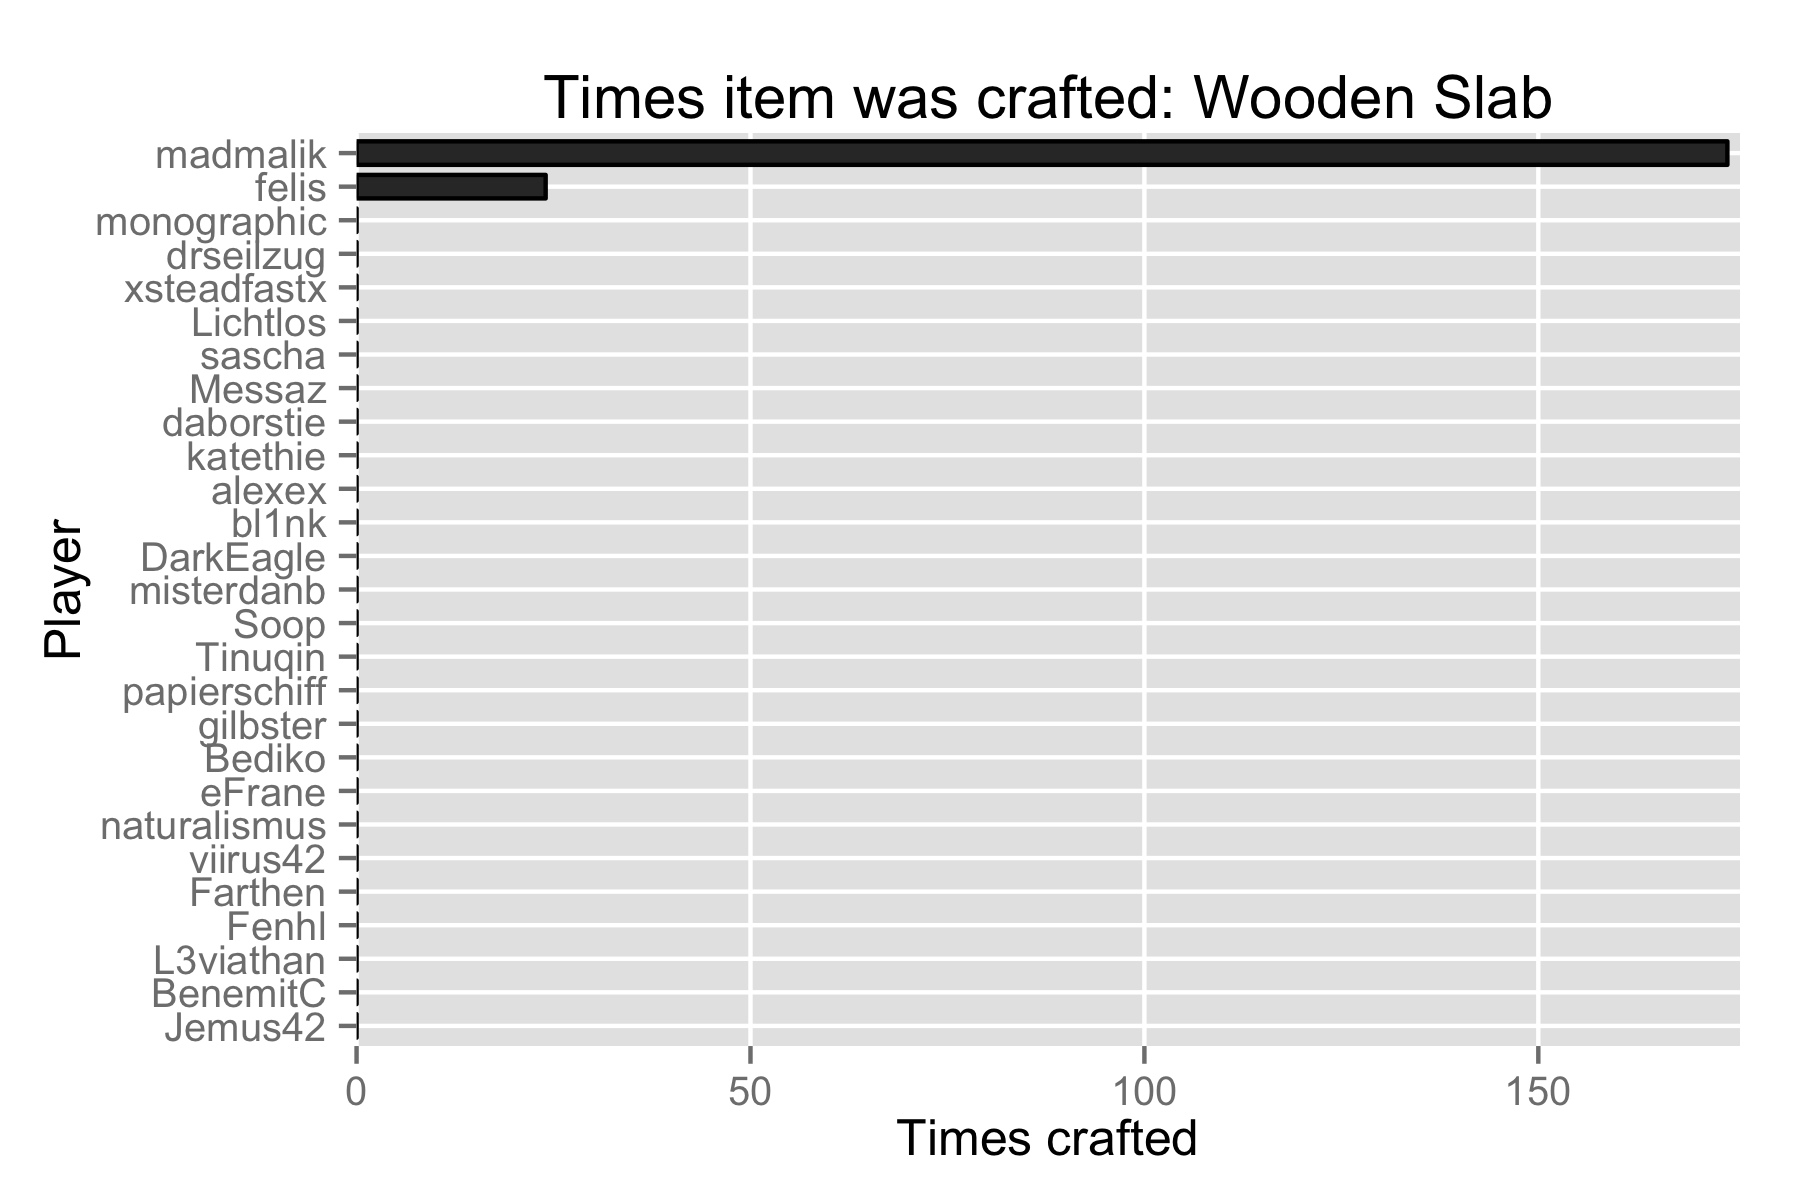 Times item was crafted: Wooden Slab
madmalik
felis
monographic
drseilzug
xsteadfastx
Lichtlos
sascha
Messaz
daborstie
katethie
alexex
bl1nk
DarkEagle
misterdanb
Soop
Tinuqin
papierschiff
gilbster
Bediko
eFrane
naturalismus
viirus42
Farthen
Fenhl
L3viathan
BenemitC
Jemus42
Player
0 50 100 150
Times crafted